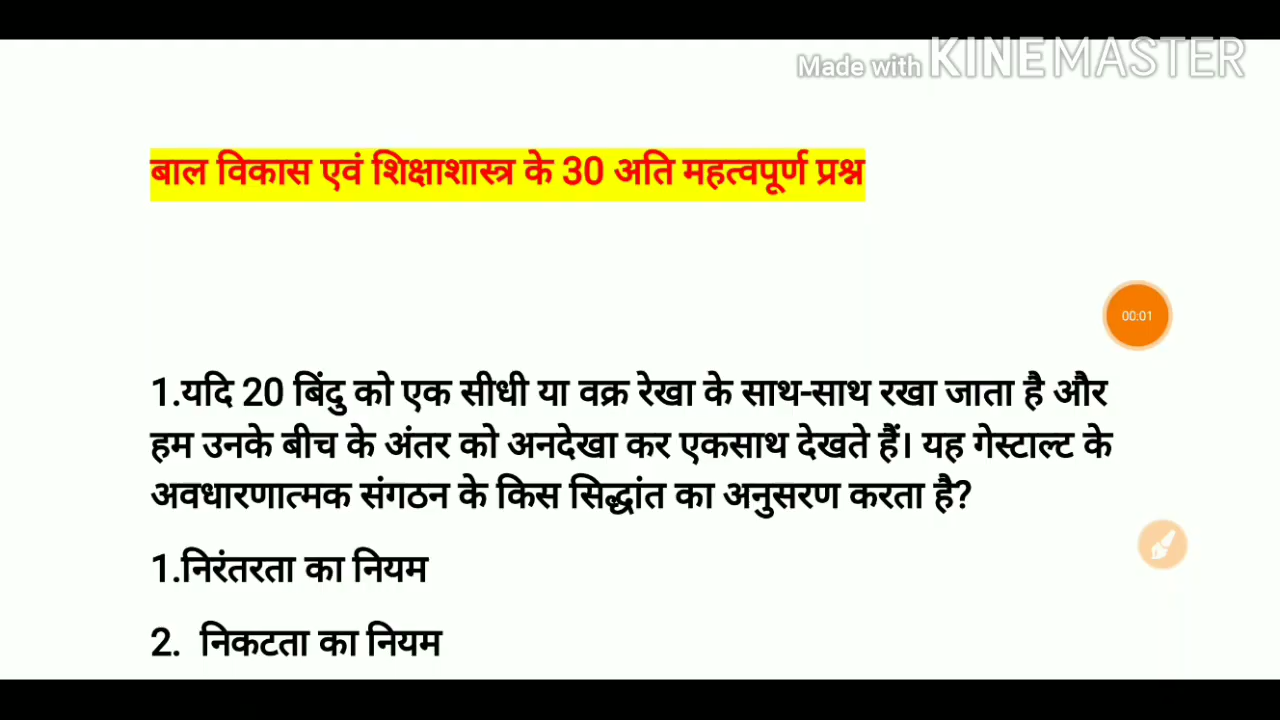 Made with KINEMASTER
बाल विकास एवं शिक्षाशास्त्र के 30 अति महत्वपूर्ण प्रश्न
00:01
1.यदि 20 बिंदु को एक सीधी या वक्र रेखा के साथ-साथ रखा जाता है और
हम उनके बीच के अंतर को अनदेखा कर एकसाथ देखते हैं। यह गेस्टाल्ट के
अवधारणात्मक संगठन के किस सिद्धांत का अनुसरण करता है?
1.निरंतरता का नियम
2. निकटता का नियम